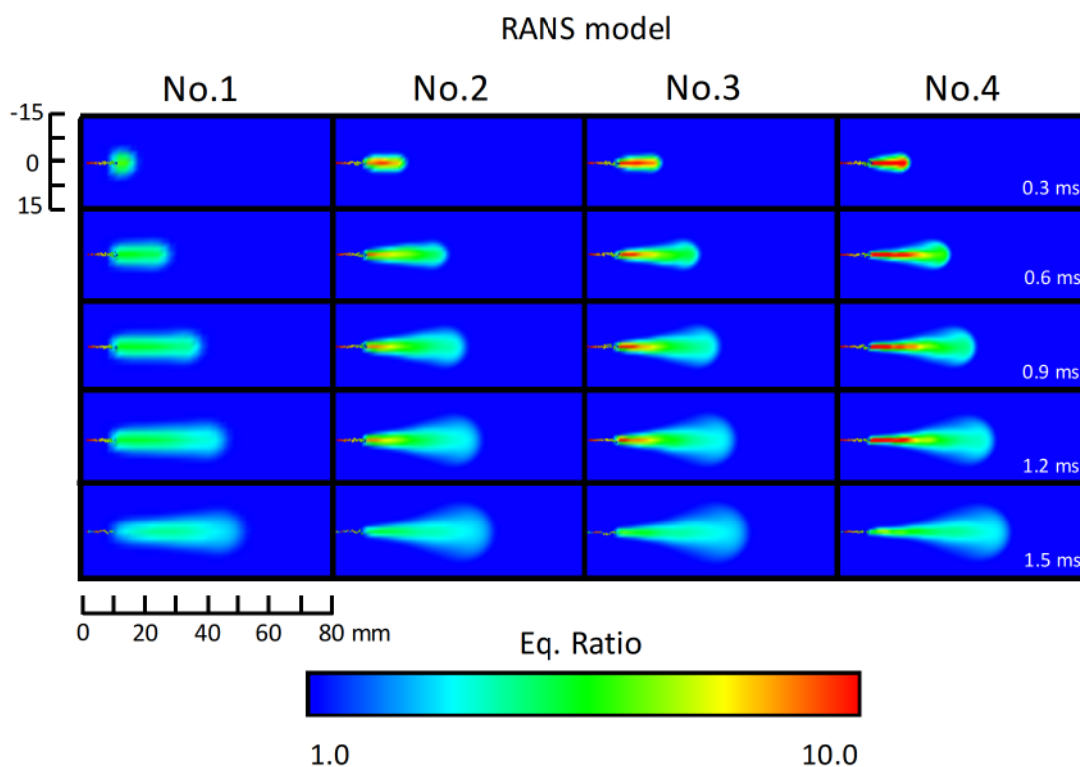 RANS model
No.1 No.2 No.3 No.4
-15
0
15
0.3 ms
0.6 ms
0.9 ms
1.2 ms
1.5 ms
0 20 40 60 80 mm
Eq. Ratio
1.0 10.0